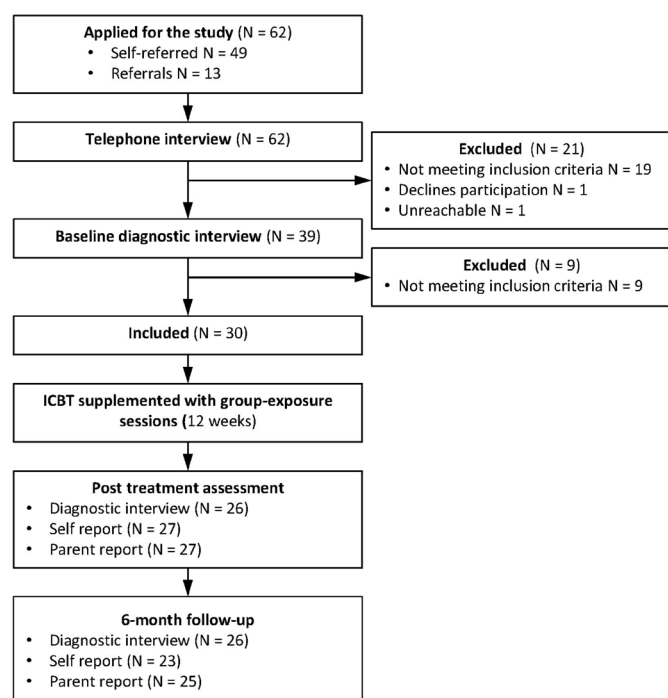 Applied for the study (N = 62)
• Self-referred N = 49
• Referrals N = 13
Telephone interview (N = 62)
Excluded (N = 21)
• Not meeting inclusion criteria N = 19
• Declines participation N = 1
• Unreachable N = 1
Baseline diagnostic interview (N = 39)
Excluded (N = 9)
• Not meeting inclusion criteria N = 9
Included (N = 30)
ICBT supplemented with group-exposure
sessions (12 weeks)
Post treatment assessment
• Diagnostic interview (N = 26)
• Self report (N = 27)
• Parent report (N = 27)
6-month follow-up
• Diagnostic interview (N = 26)
• Self report (N = 23)
• Parent report (N = 25)